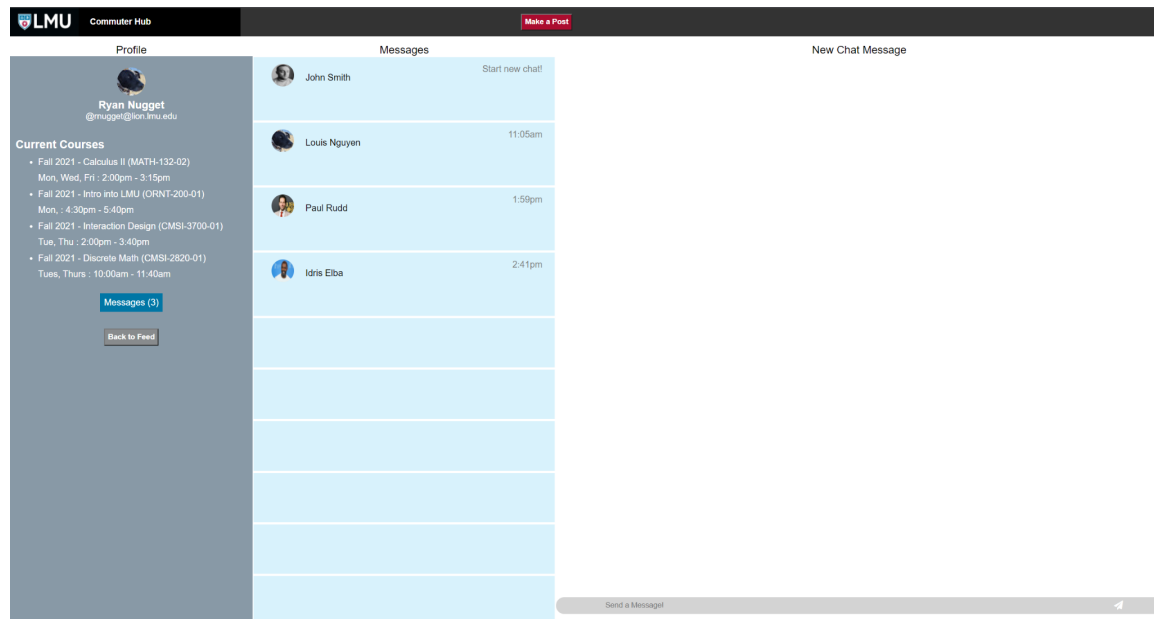 LMU Commuter Hub
Make a Post
Profile
Messages
New Chat Message
Ryan Nugget
@rnugget@lion.lmu.edu
Current Courses
• Fall 2021 - Calculus II (MATH-132-02)
Mon, Wed, Fri : 2:00pm - 3:15pm
• Fall 2021 - Intro into LMU (ORNT-200-01)
Mon, : 4:30pm - 5:40pm
• Fall 2021 - Interaction Design (CMSI-3700-01)
Tue, Thu : 2:00pm - 3:40pm
• Fall 2021 - Discrete Math (CMSI-2820-01)
Tues, Thurs : 10:00am - 11:40am
Messages (3)
Back to Feed
John Smith
Start new chat!
Louis Nguyen
11:05am
Paul Rudd
1:59pm
Idris Elba
2:41pm
Send a Message!